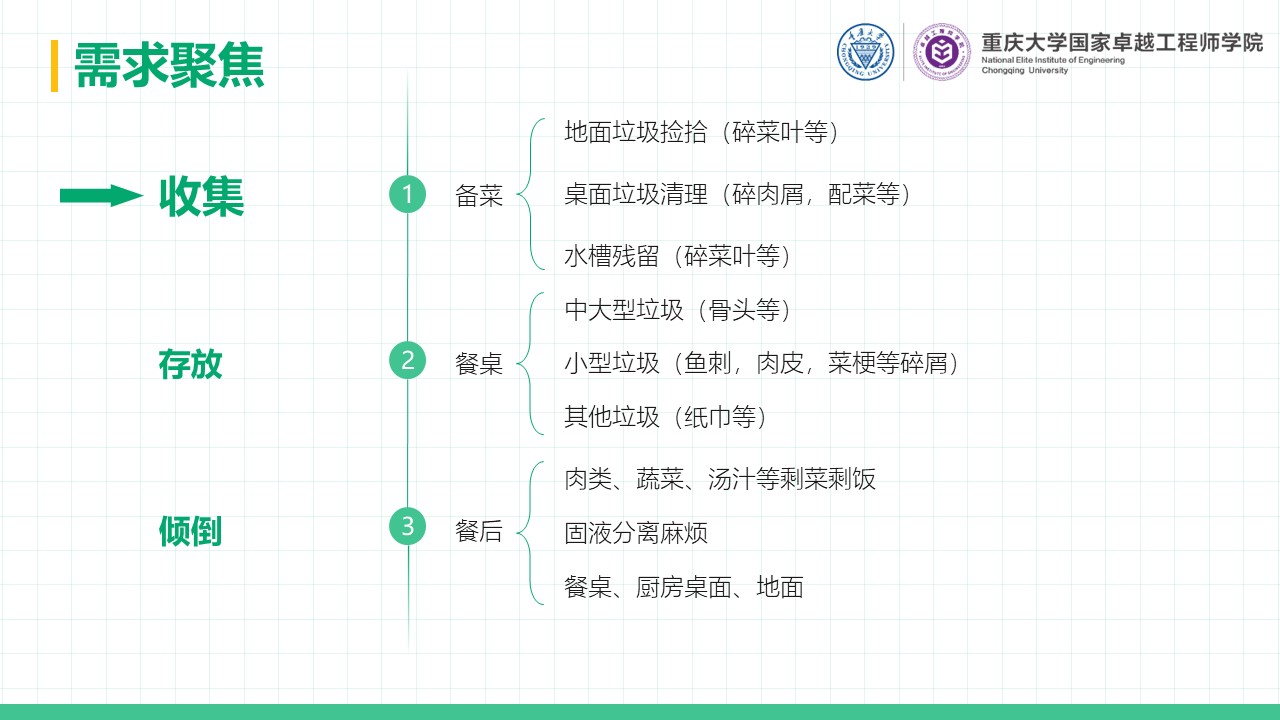 需求聚焦
重庆大学国家卓越工程师学院
National Elite Institute of Engineering
Chongqing University
收集
1
备菜
地面垃圾捡拾（碎菜叶等）
桌面垃圾清理（碎肉屑，配菜等）
水槽残留（碎菜叶等）
存放
2
餐桌
中大型垃圾（骨头等）
小型垃圾（鱼刺，肉皮，菜梗等碎屑）
其他垃圾（纸巾等）
倾倒
3
餐后
肉类、蔬菜、汤汁等剩菜剩饭
固液分离麻烦
餐桌、厨房桌面、地面